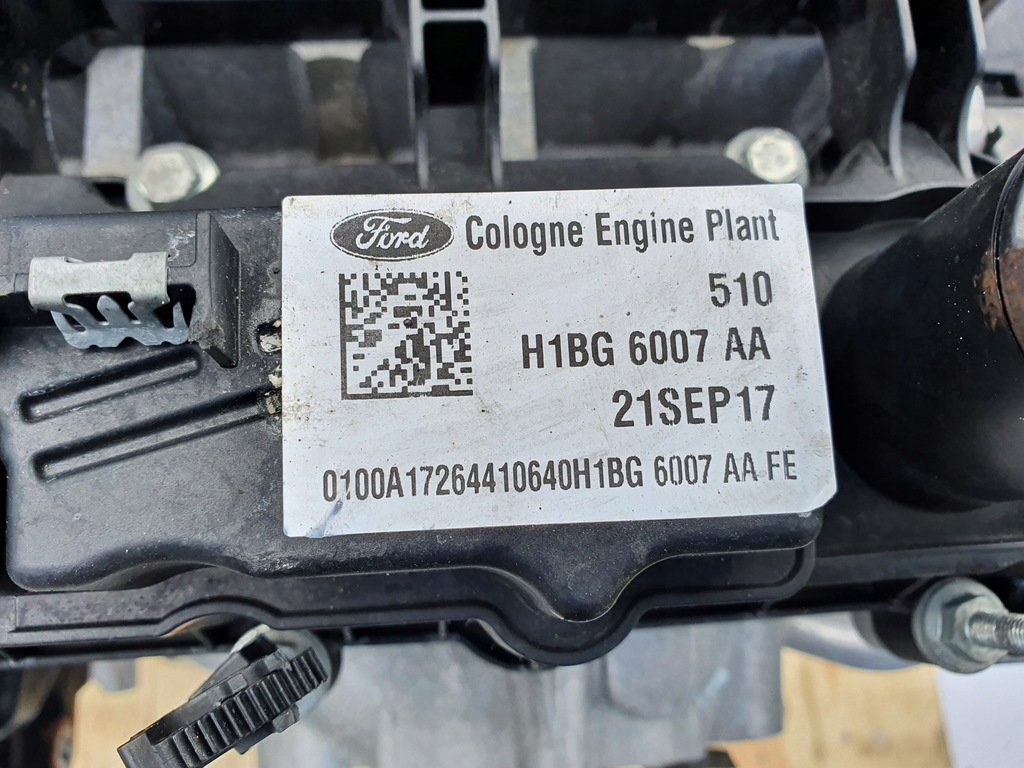 Ford Cologne Engine Plant
510
H1BG 6007 AA
21SEP17
0100A17264410640H1BG 6007 AA FE